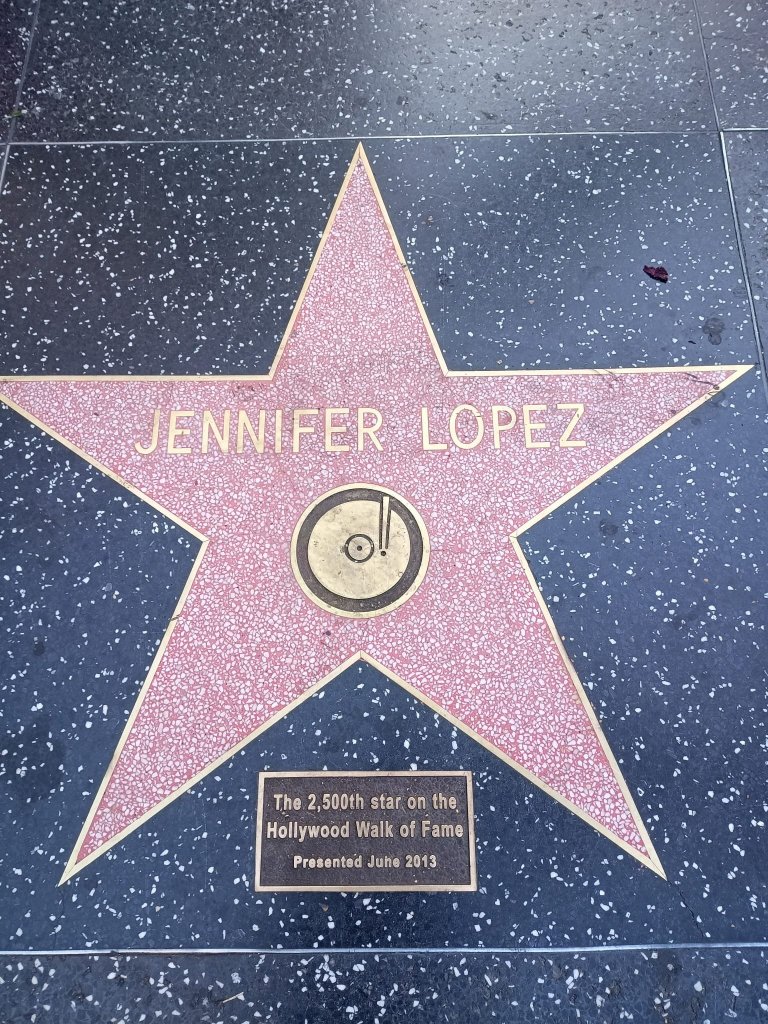 JENNIFER LOPEZ
The 2,500th star on the
Hollywood Walk of Fame
Presented June 2013